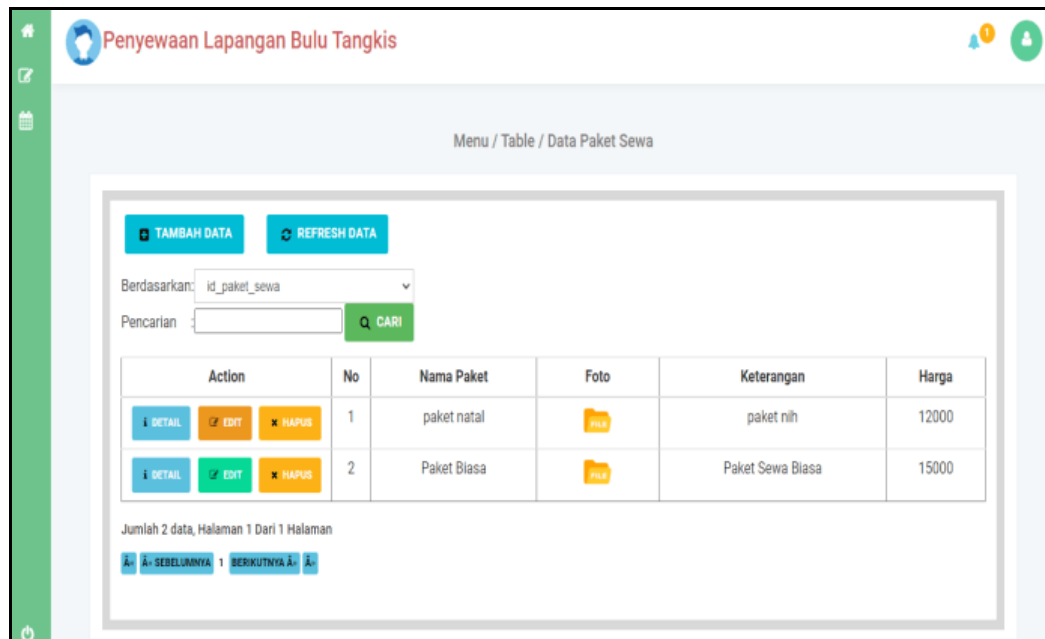 Penyewaan Lapangan Bulu Tangkis
1
Menu / Table / Data Paket Sewa
TAMBAH DATA REFRESH DATA
Berdasarkan: id_paket_sewa
Pencarian : CARI
Action No Nama Paket Foto Keterangan Harga
DETAIL EDIT HAPUS 1 paket natal FILE paket nih 12000
DETAIL EDIT HAPUS 2 Paket Biasa FILE Paket Sewa Biasa 15000
Jumlah 2 data, Halaman 1 Dari 1 Halaman
Â« Â« SEBELUMNYA 1 BERIKUTNYA Â» Â»